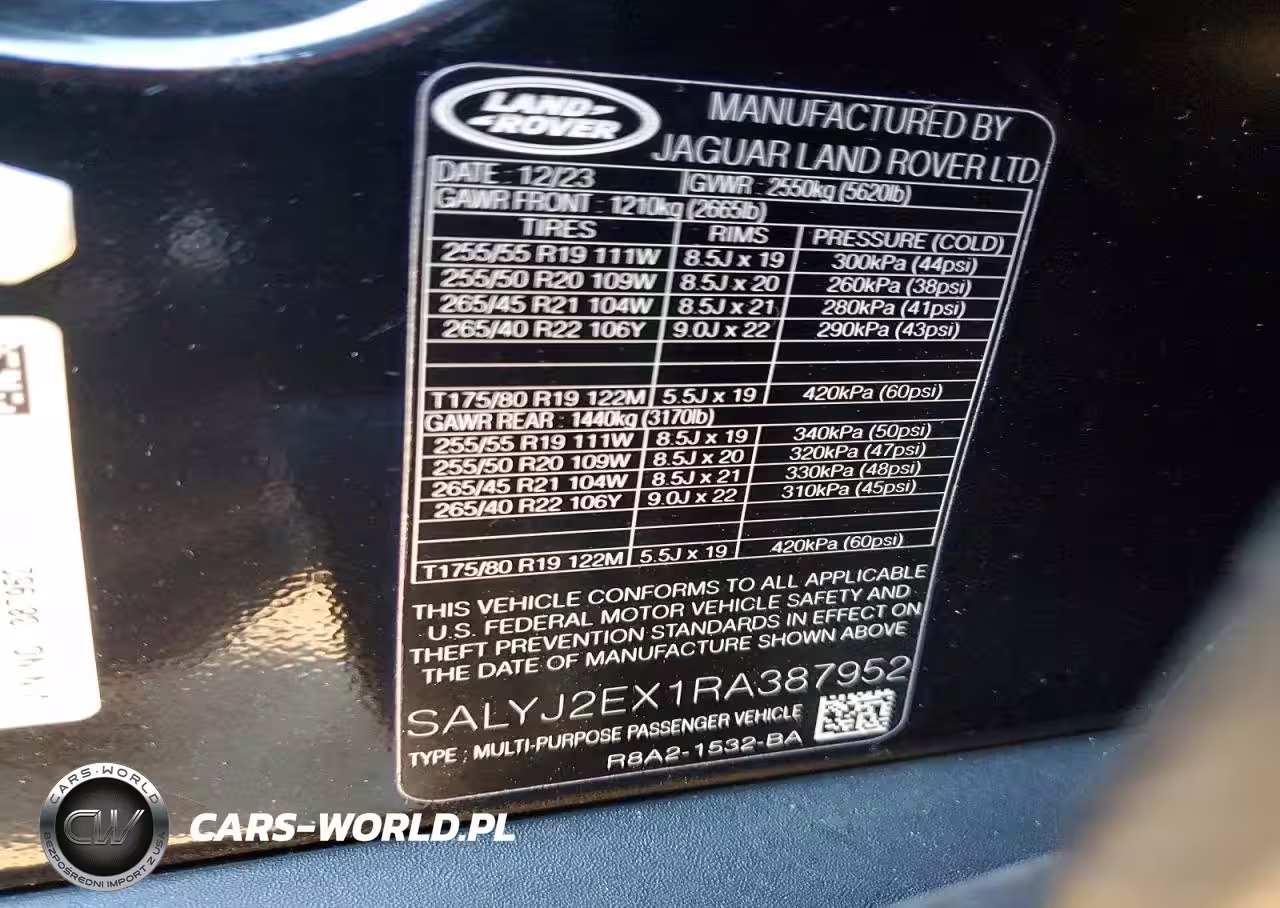 LAND ROVER
MANUFACTURED BY
JAGUAR LAND ROVER LTD
DATE : 12/23 GVWR : 2550kg (5620lb)
GAWR FRONT : 1210kg (2665lb)
TIRES RIMS PRESSURE (COLD)
255/55 R19 111W 8.5J x 19 300kPa (44psi)
255/50 R20 109W 8.5J x 20 260kPa (38psi)
265/45 R21 104W 8.5J x 21 280kPa (41psi)
265/40 R22 106Y 9.0J x 22 290kPa (43psi)
T175/80 R19 122M 5.5J x 19 420kPa (60psi)
GAWR REAR : 1440kg (3170lb)
255/55 R19 111W 8.5J x 19 340kPa (50psi)
255/50 R20 109W 8.5J x 20 320kPa (47psi)
265/45 R21 104W 8.5J x 21 330kPa (48psi)
265/40 R22 106Y 9.0J x 22 310kPa (45psi)
T175/80 R19 122M 5.5J x 19 420kPa (60psi)
THIS VEHICLE CONFORMS TO ALL APPLICABLE
U.S. FEDERAL MOTOR VEHICLE SAFETY AND
THEFT PREVENTION STANDARDS IN EFFECT ON
THE DATE OF MANUFACTURE SHOWN ABOVE
SALYJ2EX1RA387952
TYPE : MULTI-PURPOSE PASSENGER VEHICLE
R8A2-1532-BA
387952
CARS-WORLD
CW
BEZPOŚREDNI IMPORT Z USA
CARS-WORLD.PL